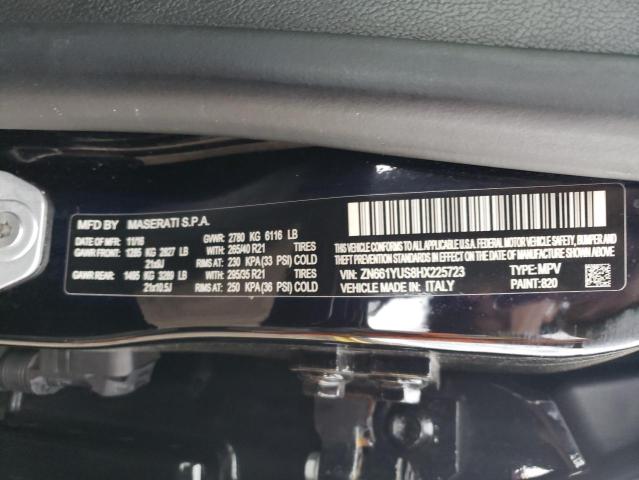 MFD BY MASERATI S.P.A.
DATE OF MFR: 11/16 GVWR: 2780 KG 6116 LB
GAWR FRONT: 1285 KG 2827 LB WITH: 265/40 R21 TIRES
21x9J RIMS AT: 230 KPA (33 PSI) COLD
GAWR REAR: 1495 KG 3289 LB WITH: 295/35 R21 TIRES
21x10.5J RIMS AT: 250 KPA (36 PSI) COLD
THIS VEHICLE CONFORMS TO ALL APPLICABLE U.S.A. FEDERAL MOTOR VEHICLE SAFETY, BUMPER, AND
THEFT PREVENTION STANDARDS IN EFFECT ON THE DATE OF MANUFACTURE SHOWN ABOVE
VIN: ZN661YUS8HX225723 TYPE: MPV
VEHICLE MADE IN: ITALY PAINT: 820